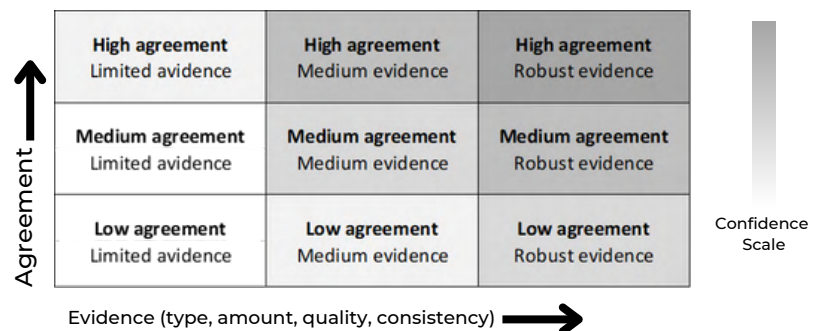 High agreement
Limited avidence
High agreement
Medium evidence
High agreement
Robust evidence
Medium agreement
Limited avidence
Medium agreement
Medium evidence
Medium agreement
Robust evidence
Low agreement
Limited avidence
Low agreement
Medium evidence
Low agreement
Robust evidence
Agreement
Evidence (type, amount, quality, consistency)
Confidence
Scale